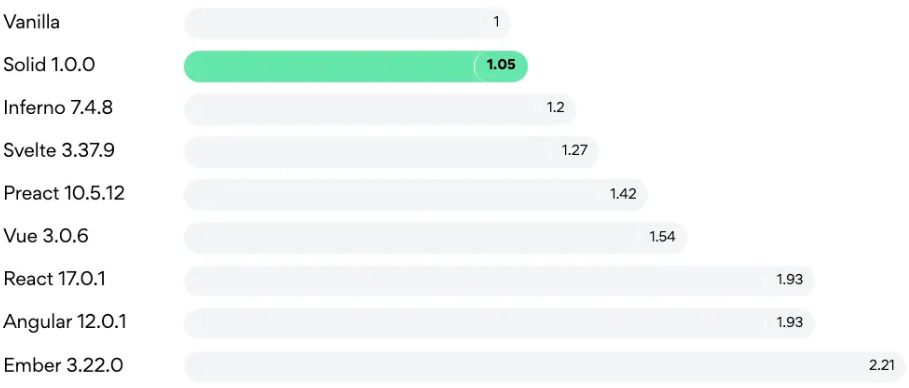 Vanilla 1
Solid 1.0.0 1.05
Inferno 7.4.8 1.2
Svelte 3.37.9 1.27
Preact 10.5.12 1.42
Vue 3.0.6 1.54
React 17.0.1 1.93
Angular 12.0.1 1.93
Ember 3.22.0 2.21